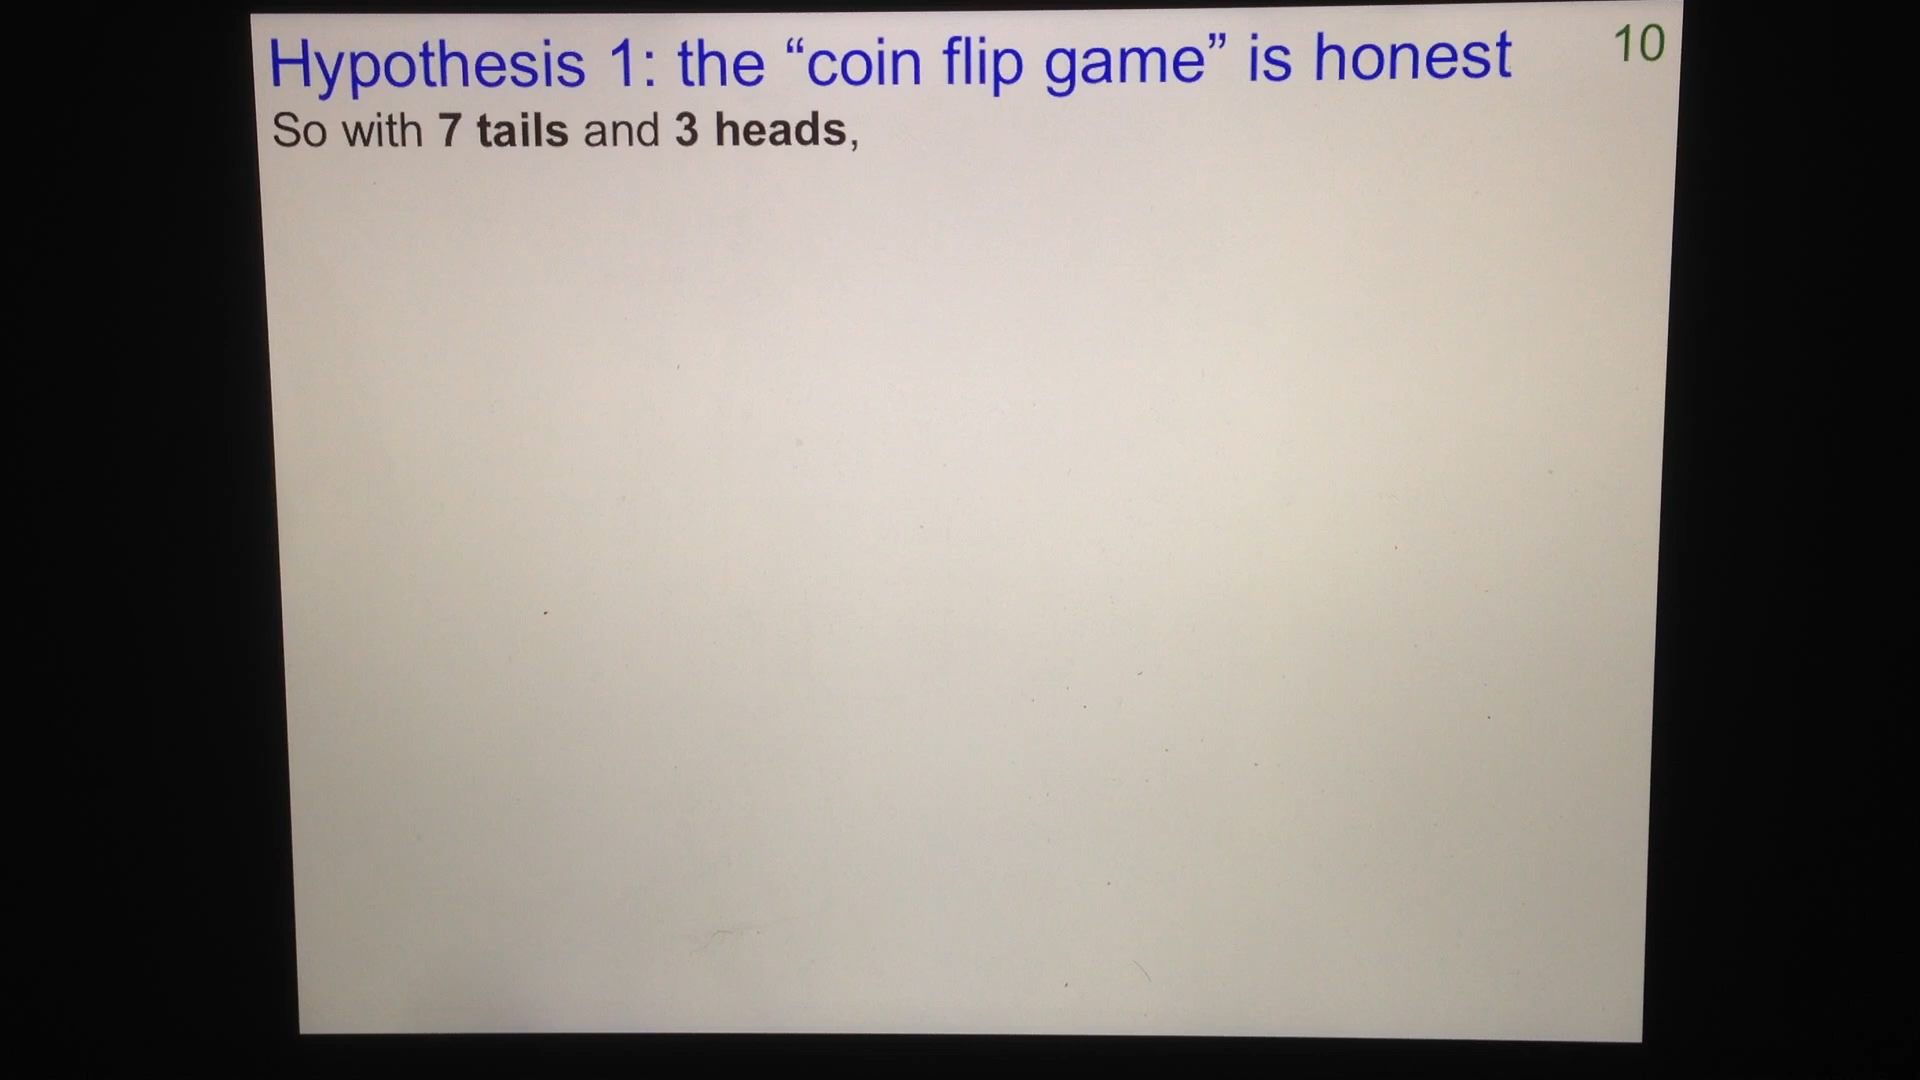 Hypothesis 1: the “coin flip game” is honest
10
So with 7 tails and 3 heads,